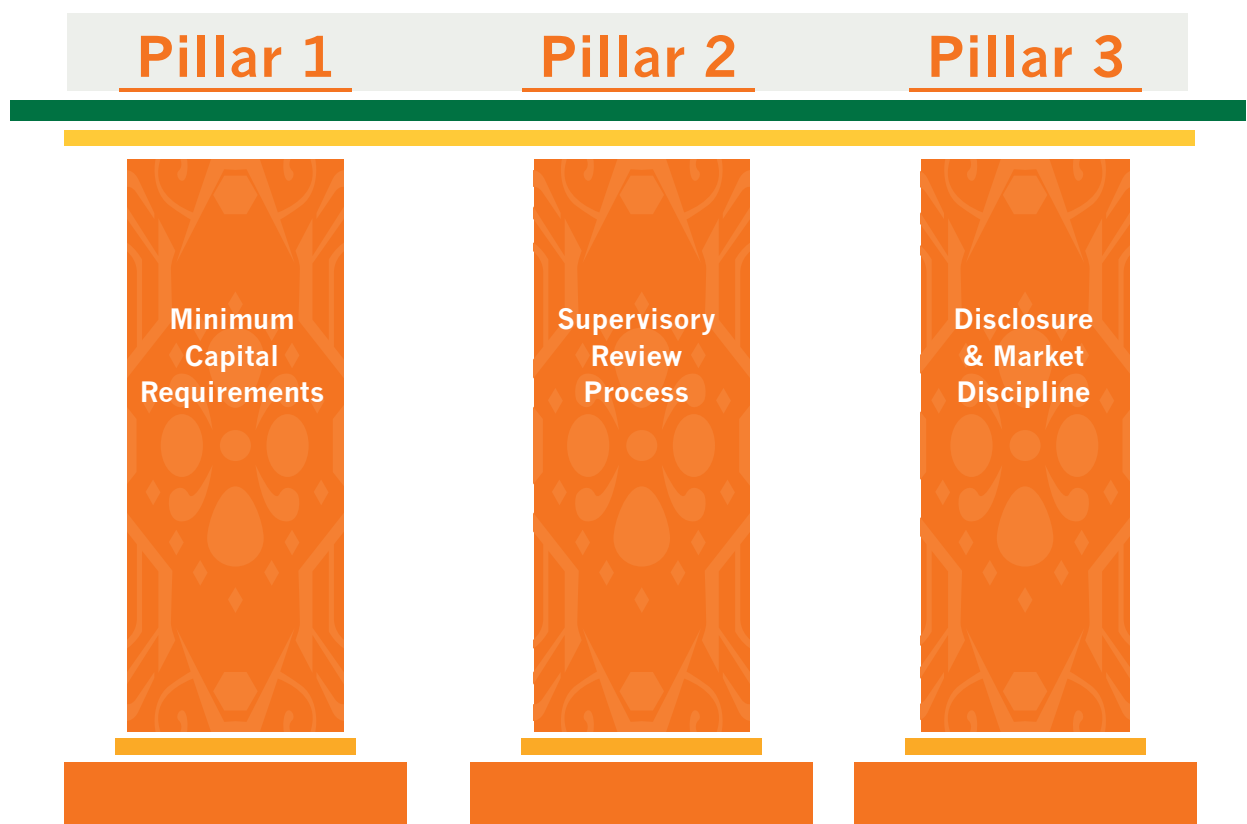 Pillar 1
Pillar 2
Pillar 3
Minimum
Capital
Requirements
Supervisory
Review
Process
Disclosure
& Market
Discipline